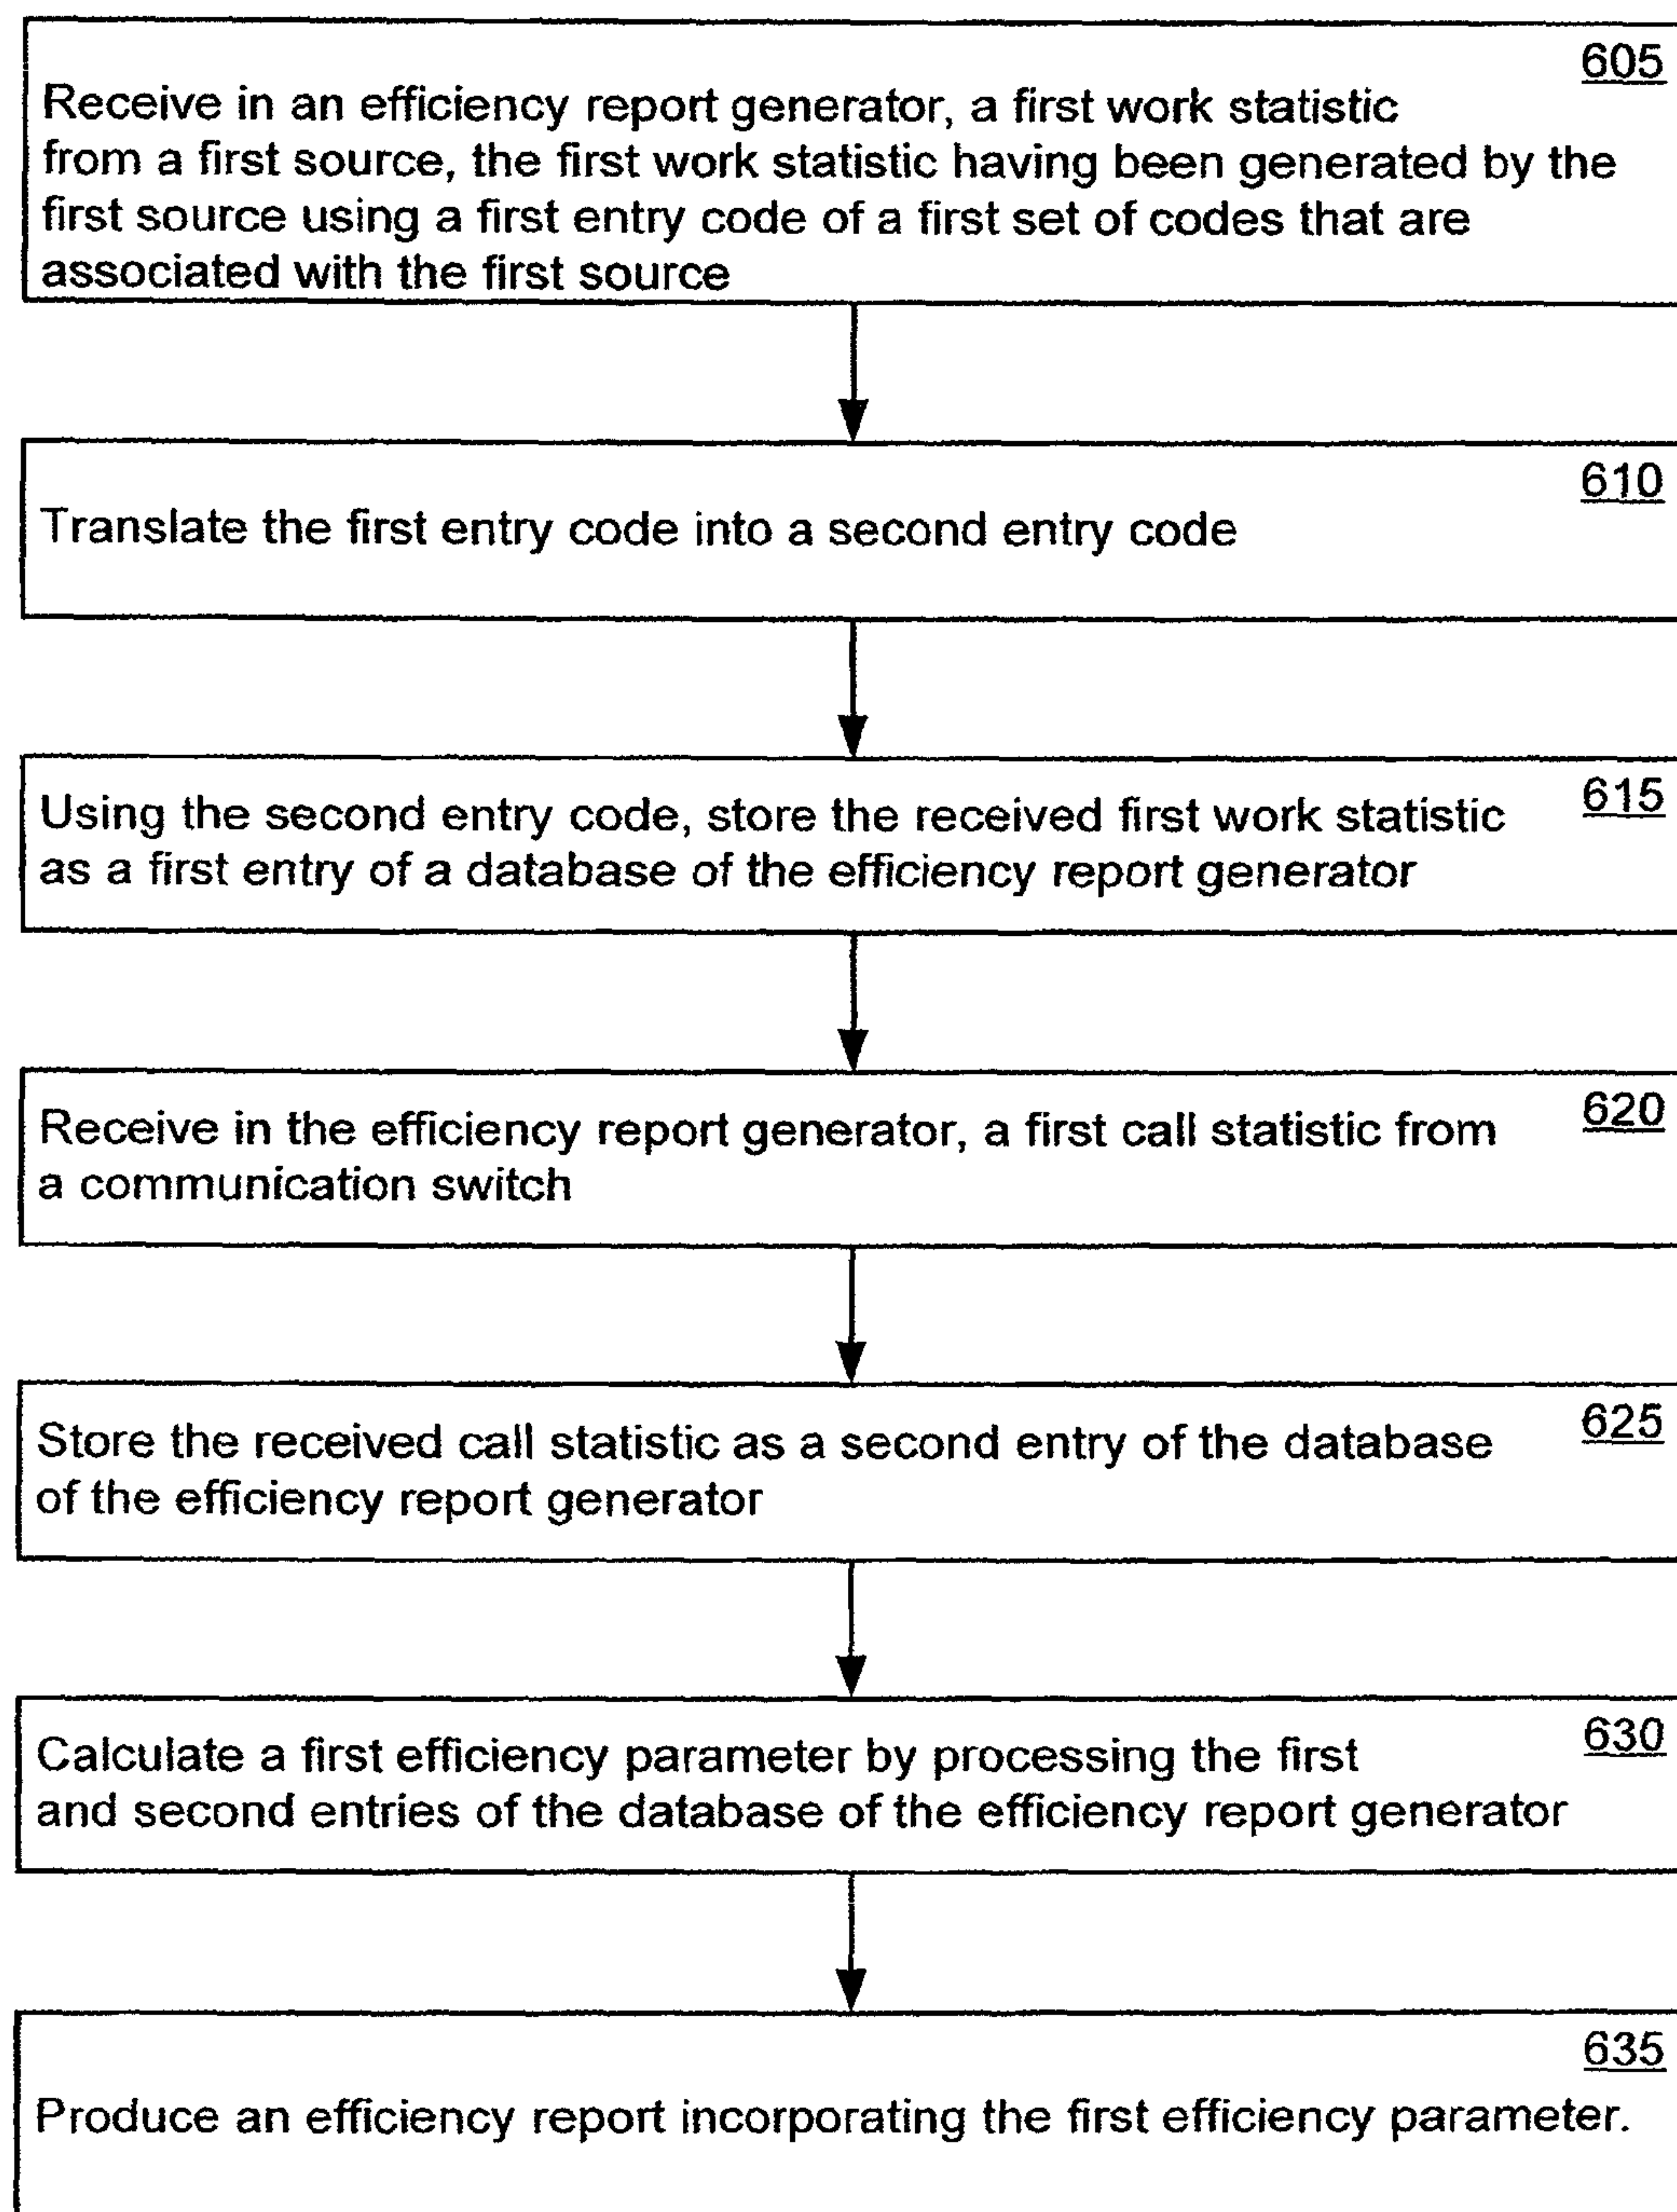 605
Receive in an efficiency report generator, a first work statistic
from a first source, the first work statistic having been generated by the
first source using a first entry code of a first set of codes that are
associated with the first source
610
Translate the first entry code into a second entry code
615
Using the second entry code, store the received first work statistic
as a first entry of a database of the efficiency report generator
620
Receive in the efficiency report generator, a first call statistic from
a communication switch
625
Store the received call statistic as a second entry of the database
of the efficiency report generator
630
Calculate a first efficiency parameter by processing the first
and second entries of the database of the efficiency report generator
635
Produce an efficiency report incorporating the first efficiency parameter.